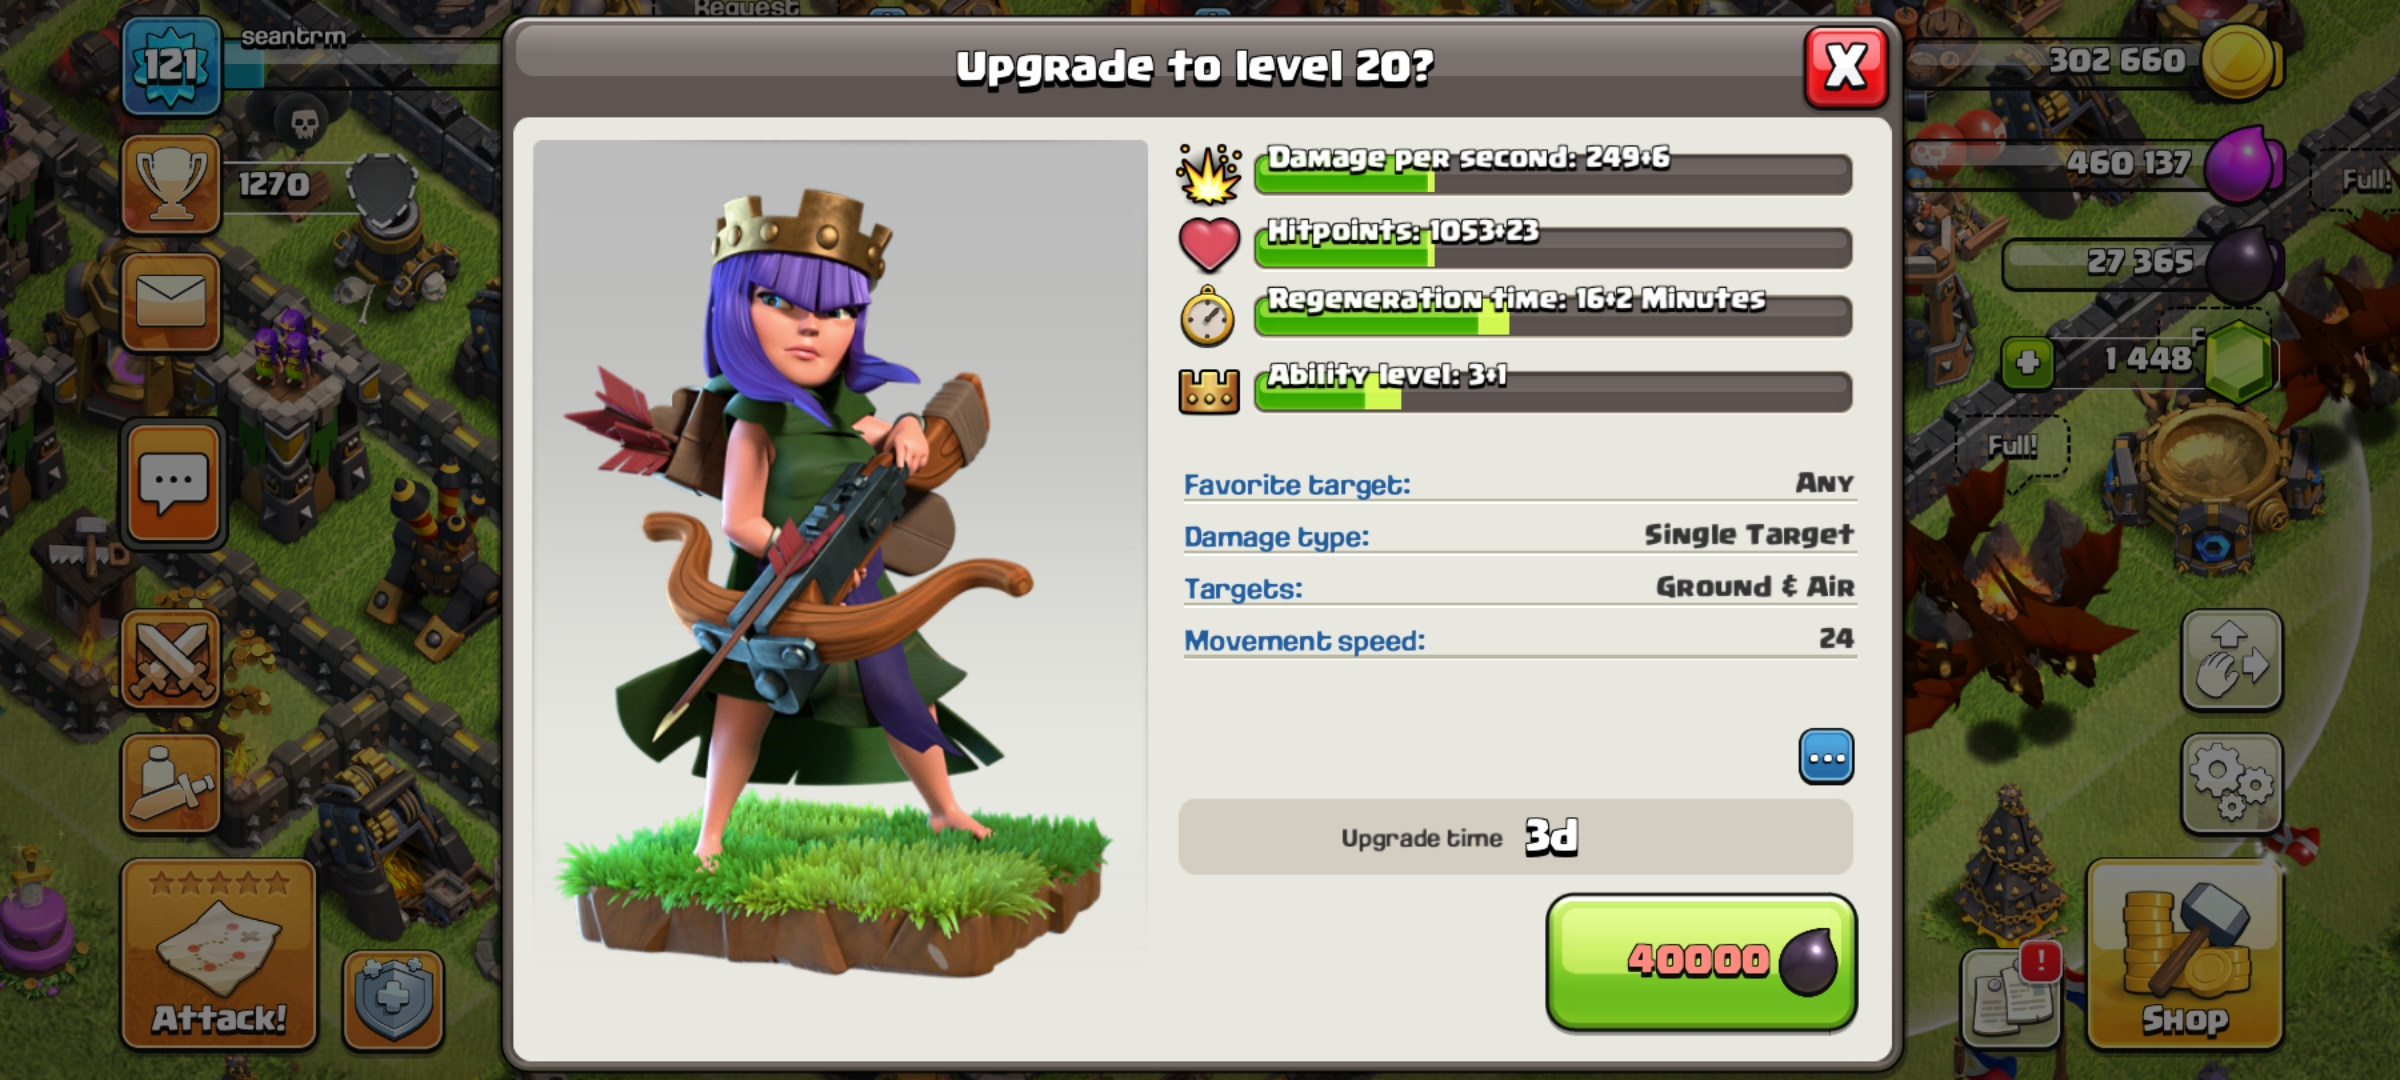 Request
seantrm
121
1270
Attack!
Upgrade to level 20?
X
Damage per second: 249+6
Hitpoints: 1053+23
Regeneration time: 16+2 Minutes
Ability level: 3+1
Favorite target: Any
Damage type: Single Target
Targets: Ground & Air
Movement speed: 24
Upgrade time 3d
40000
302 660
460 137
Full!
27 365
F
1 448
Full!
!
Shop